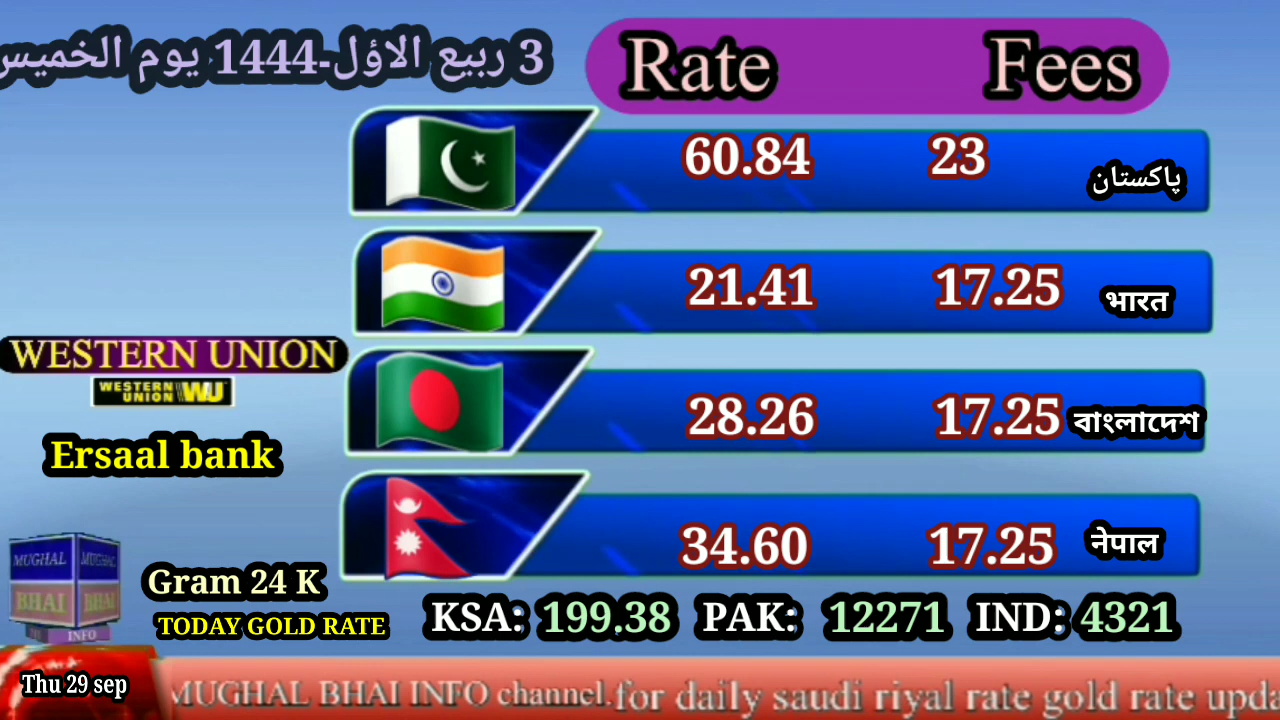 3 ربيع الاؤل-1444 يوم الخميس
Rate Fees
60.84 23 پاکستان
21.41 17.25 भारत
WESTERN UNION
WESTERN UNION WU
28.26 17.25 বাংলাদেশ
Ersaal bank
34.60 17.25 नेपाल
MUGHAL MUGHAL
BHAI BHAI
INFO
Gram 24 K
TODAY GOLD RATE
KSA: 199.38 PAK: 12271 IND: 4321
Thu 29 sep
MUGHAL BHAI INFO channel.for daily saudi riyal rate gold rate upda